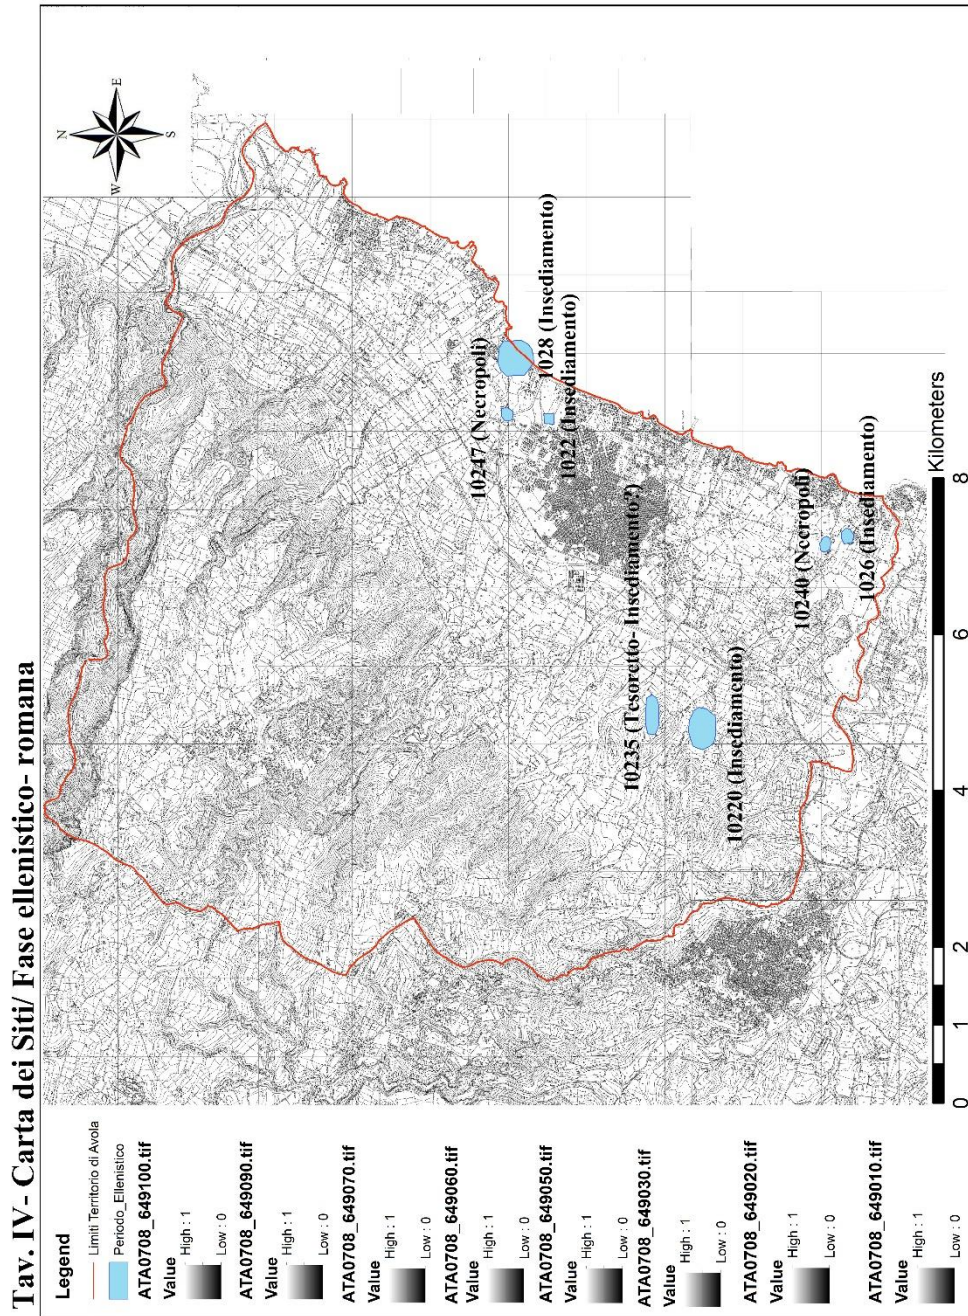 Tav. IV- Carta dei Siti/ Fase ellenistico- romana
Legend
Limiti Territorio di Avola
Periodo_Ellenistico
ATA0708_649100.tif
Value
High : 1
Low : 0
ATA0708_649090.tif
Value
High : 1
Low : 0
ATA0708_649070.tif
Value
High : 1
Low : 0
ATA0708_649060.tif
Value
High : 1
Low : 0
ATA0708_649050.tif
Value
High : 1
Low : 0
ATA0708_649030.tif
Value
High : 1
Low : 0
ATA0708_649020.tif
Value
High : 1
Low : 0
ATA0708_649010.tif
Value
High : 1
Low : 0
N
E
S
W
10247 (Necropoli)
1028 (Insediamento)
1022 (Insediamento)
10235 (Tesoretto- Insediamento?)
10220 (Insediamento)
10240 (Necropoli)
1026 (Insediamento)
0 1 2 4 6 8
Kilometers